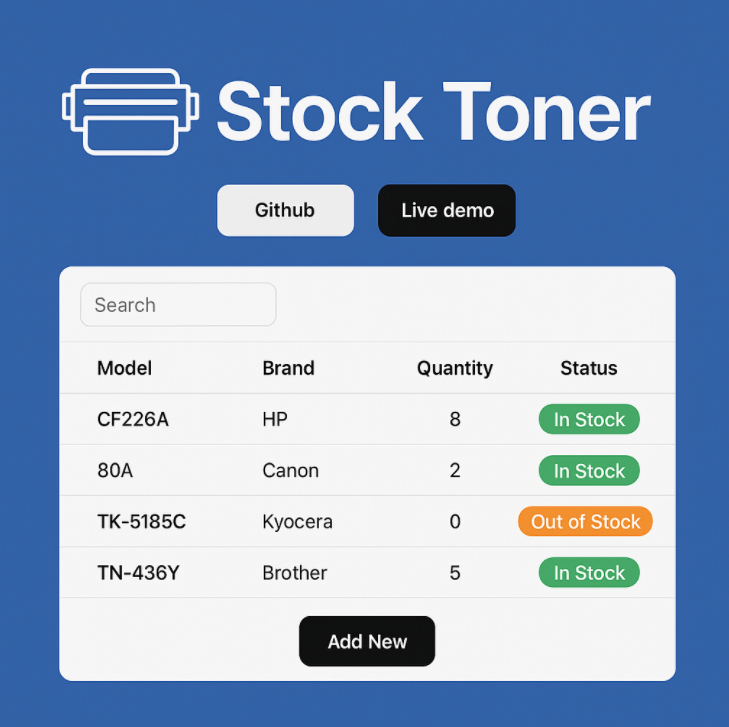 Stock Toner
Github Live demo
Search
Model Brand Quantity Status
CF226A HP 8 In Stock
80A Canon 2 In Stock
TK-5185C Kyocera 0 Out of Stock
TN-436Y Brother 5 In Stock
Add New